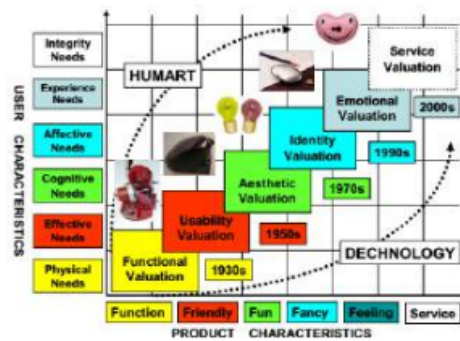 Integrity
Needs
Experience
Needs
Affective
Needs
Cognitive
Needs
Effective
Needs
Physical
Needs
USER CHARACTERISTICS
HUMART
Service
Valuation
Emotional
Valuation
2000s
Identity
Valuation
1990s
Aesthetic
Valuation
1970s
Usability
Valuation
1950s
Functional
Valuation
1930s
DECHNOLOGY
Function
Friendly
Fun
Fancy
Feeling
Service
PRODUCT CHARACTERISTICS